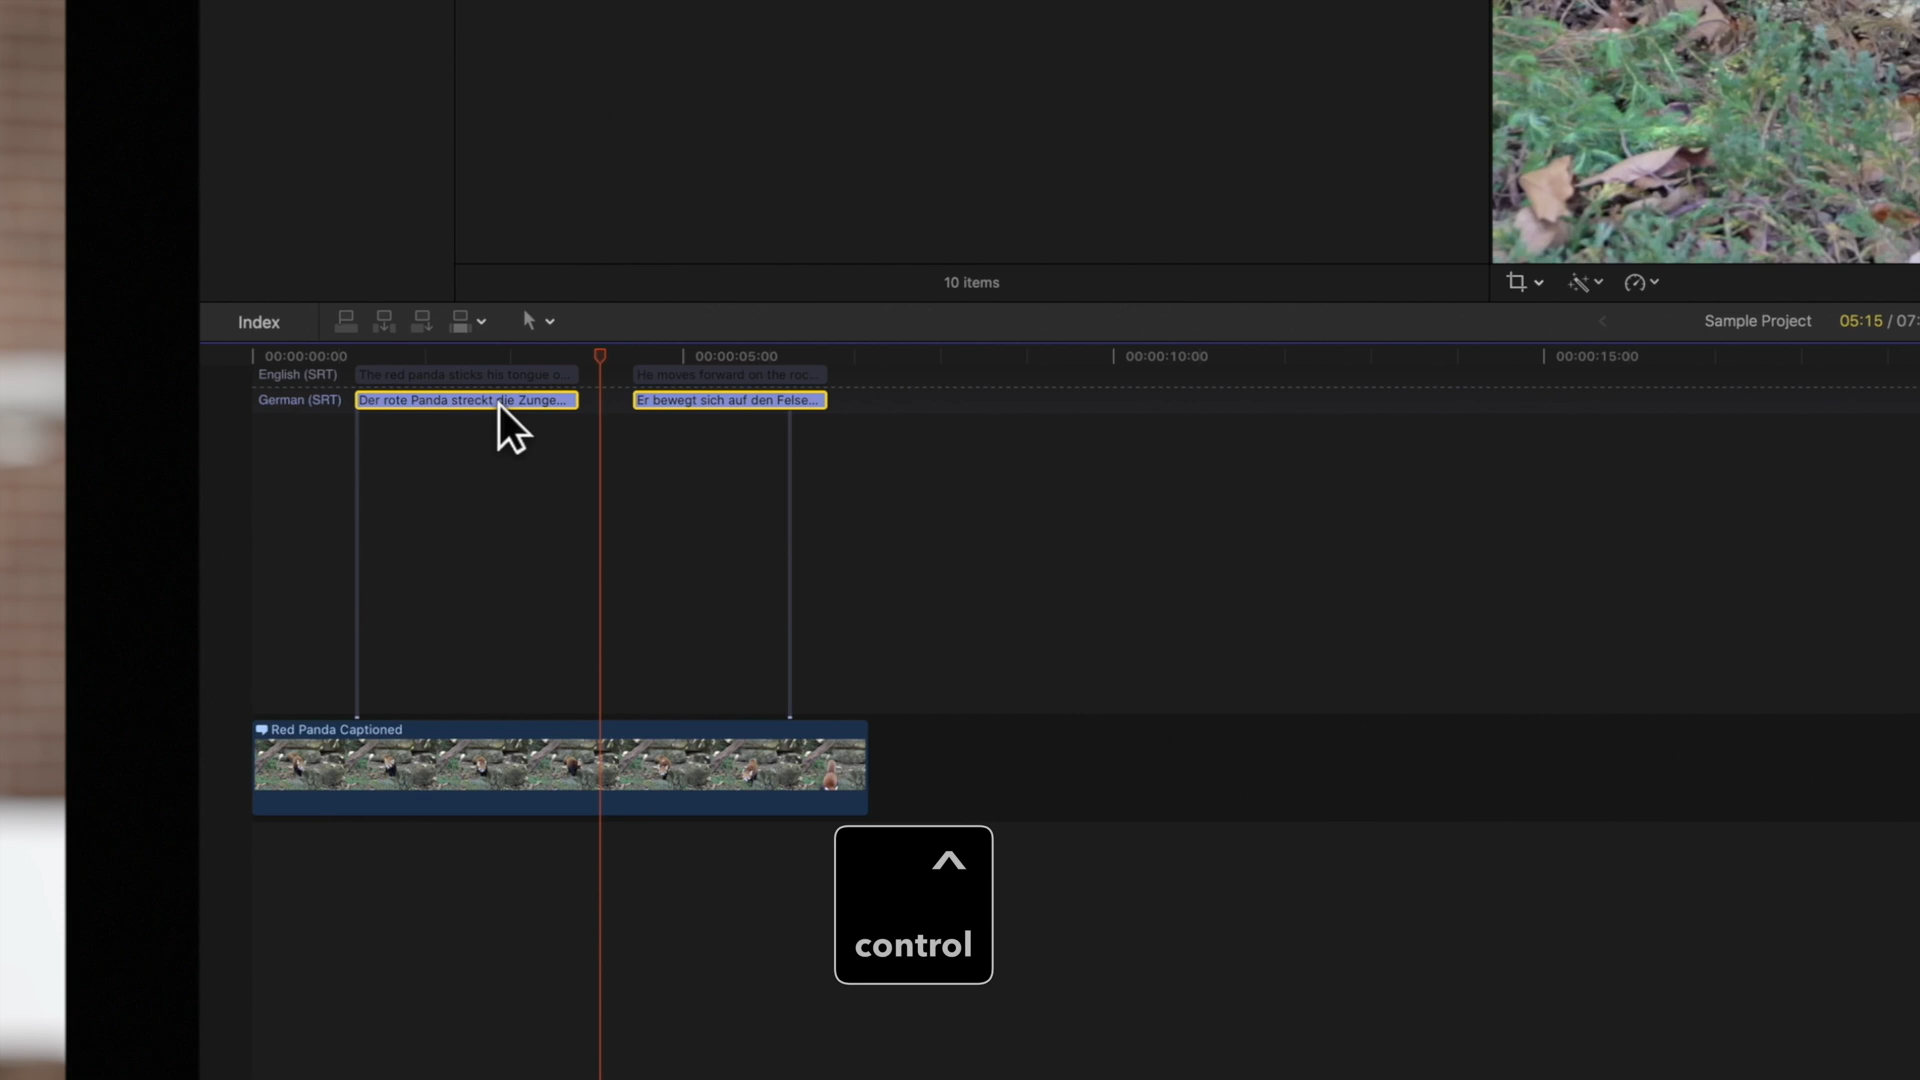 10 items
Index
Sample Project 05:15 / 07:
00:00:00:00 00:00:05:00 00:00:10:00 00:00:15:00
English (SRT) The red panda sticks his tongue o... He moves forward on the roc...
German (SRT) Der rote Panda streckt die Zunge... Er bewegt sich auf den Felse...
Red Panda Captioned
^
control